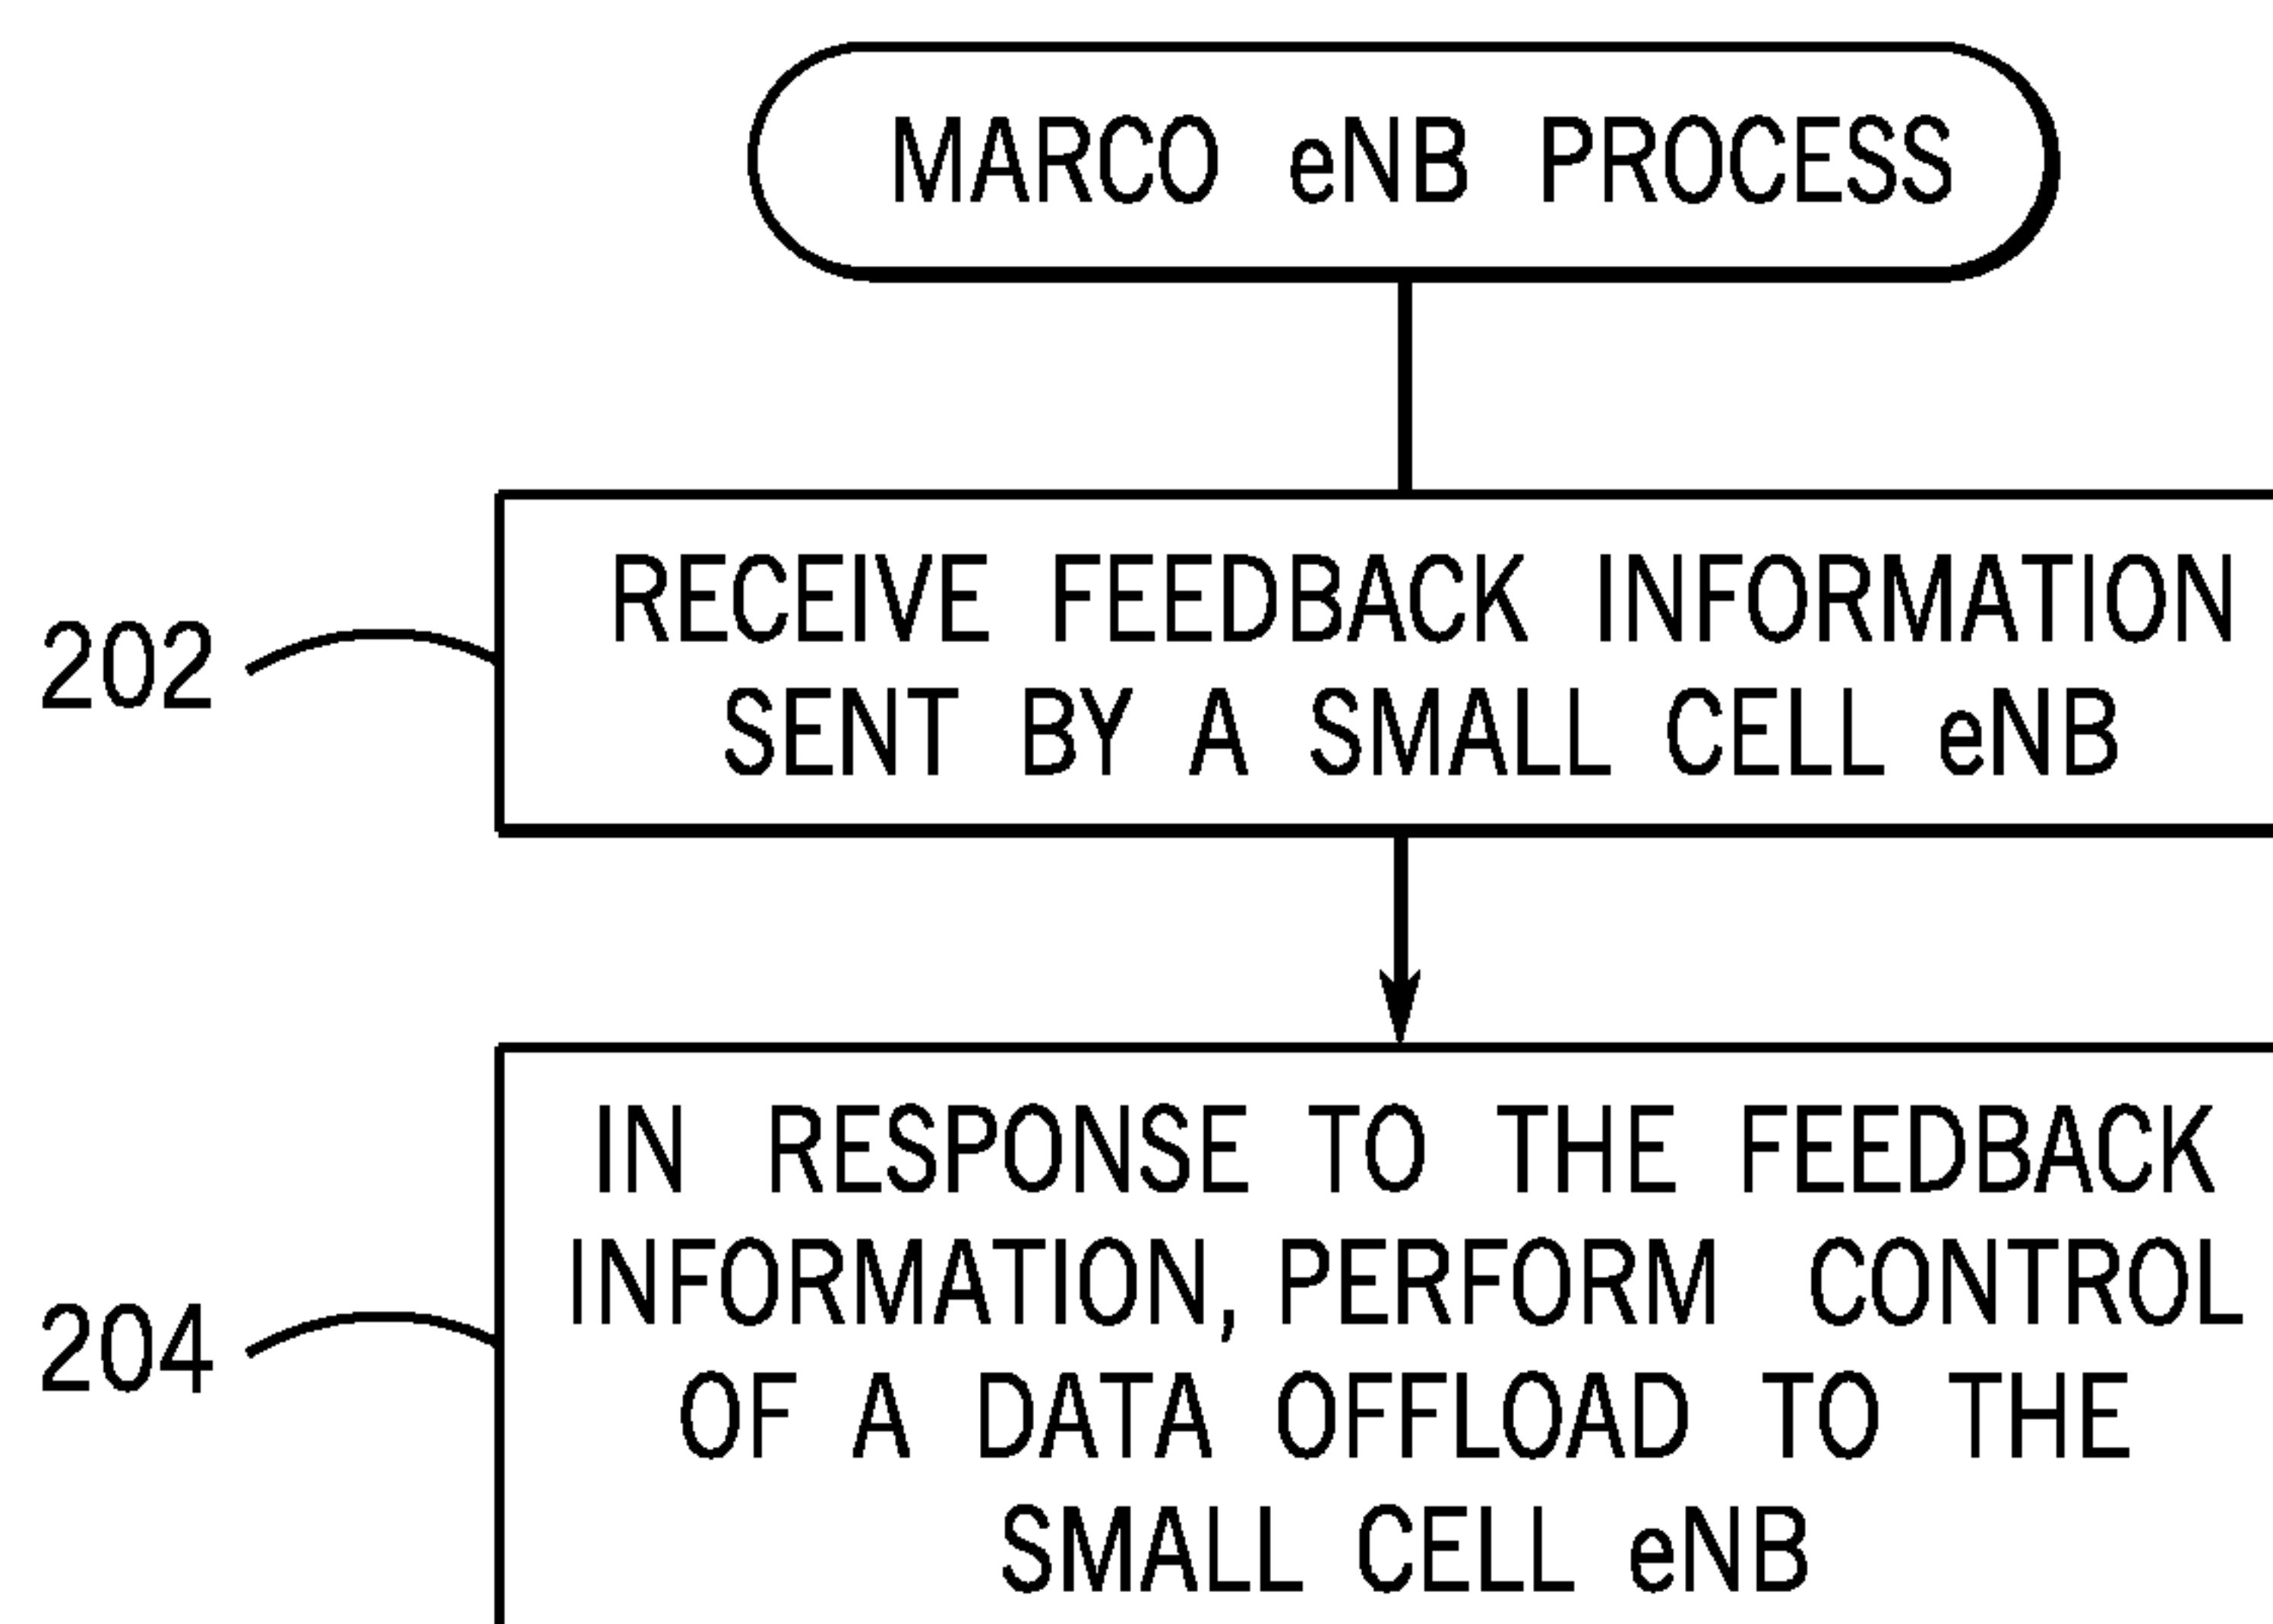 MARCO eNB PROCESS
202
RECEIVE FEEDBACK INFORMATION
SENT BY A SMALL CELL eNB
204
IN RESPONSE TO THE FEEDBACK
INFORMATION, PERFORM CONTROL
OF A DATA OFFLOAD TO THE
SMALL CELL eNB